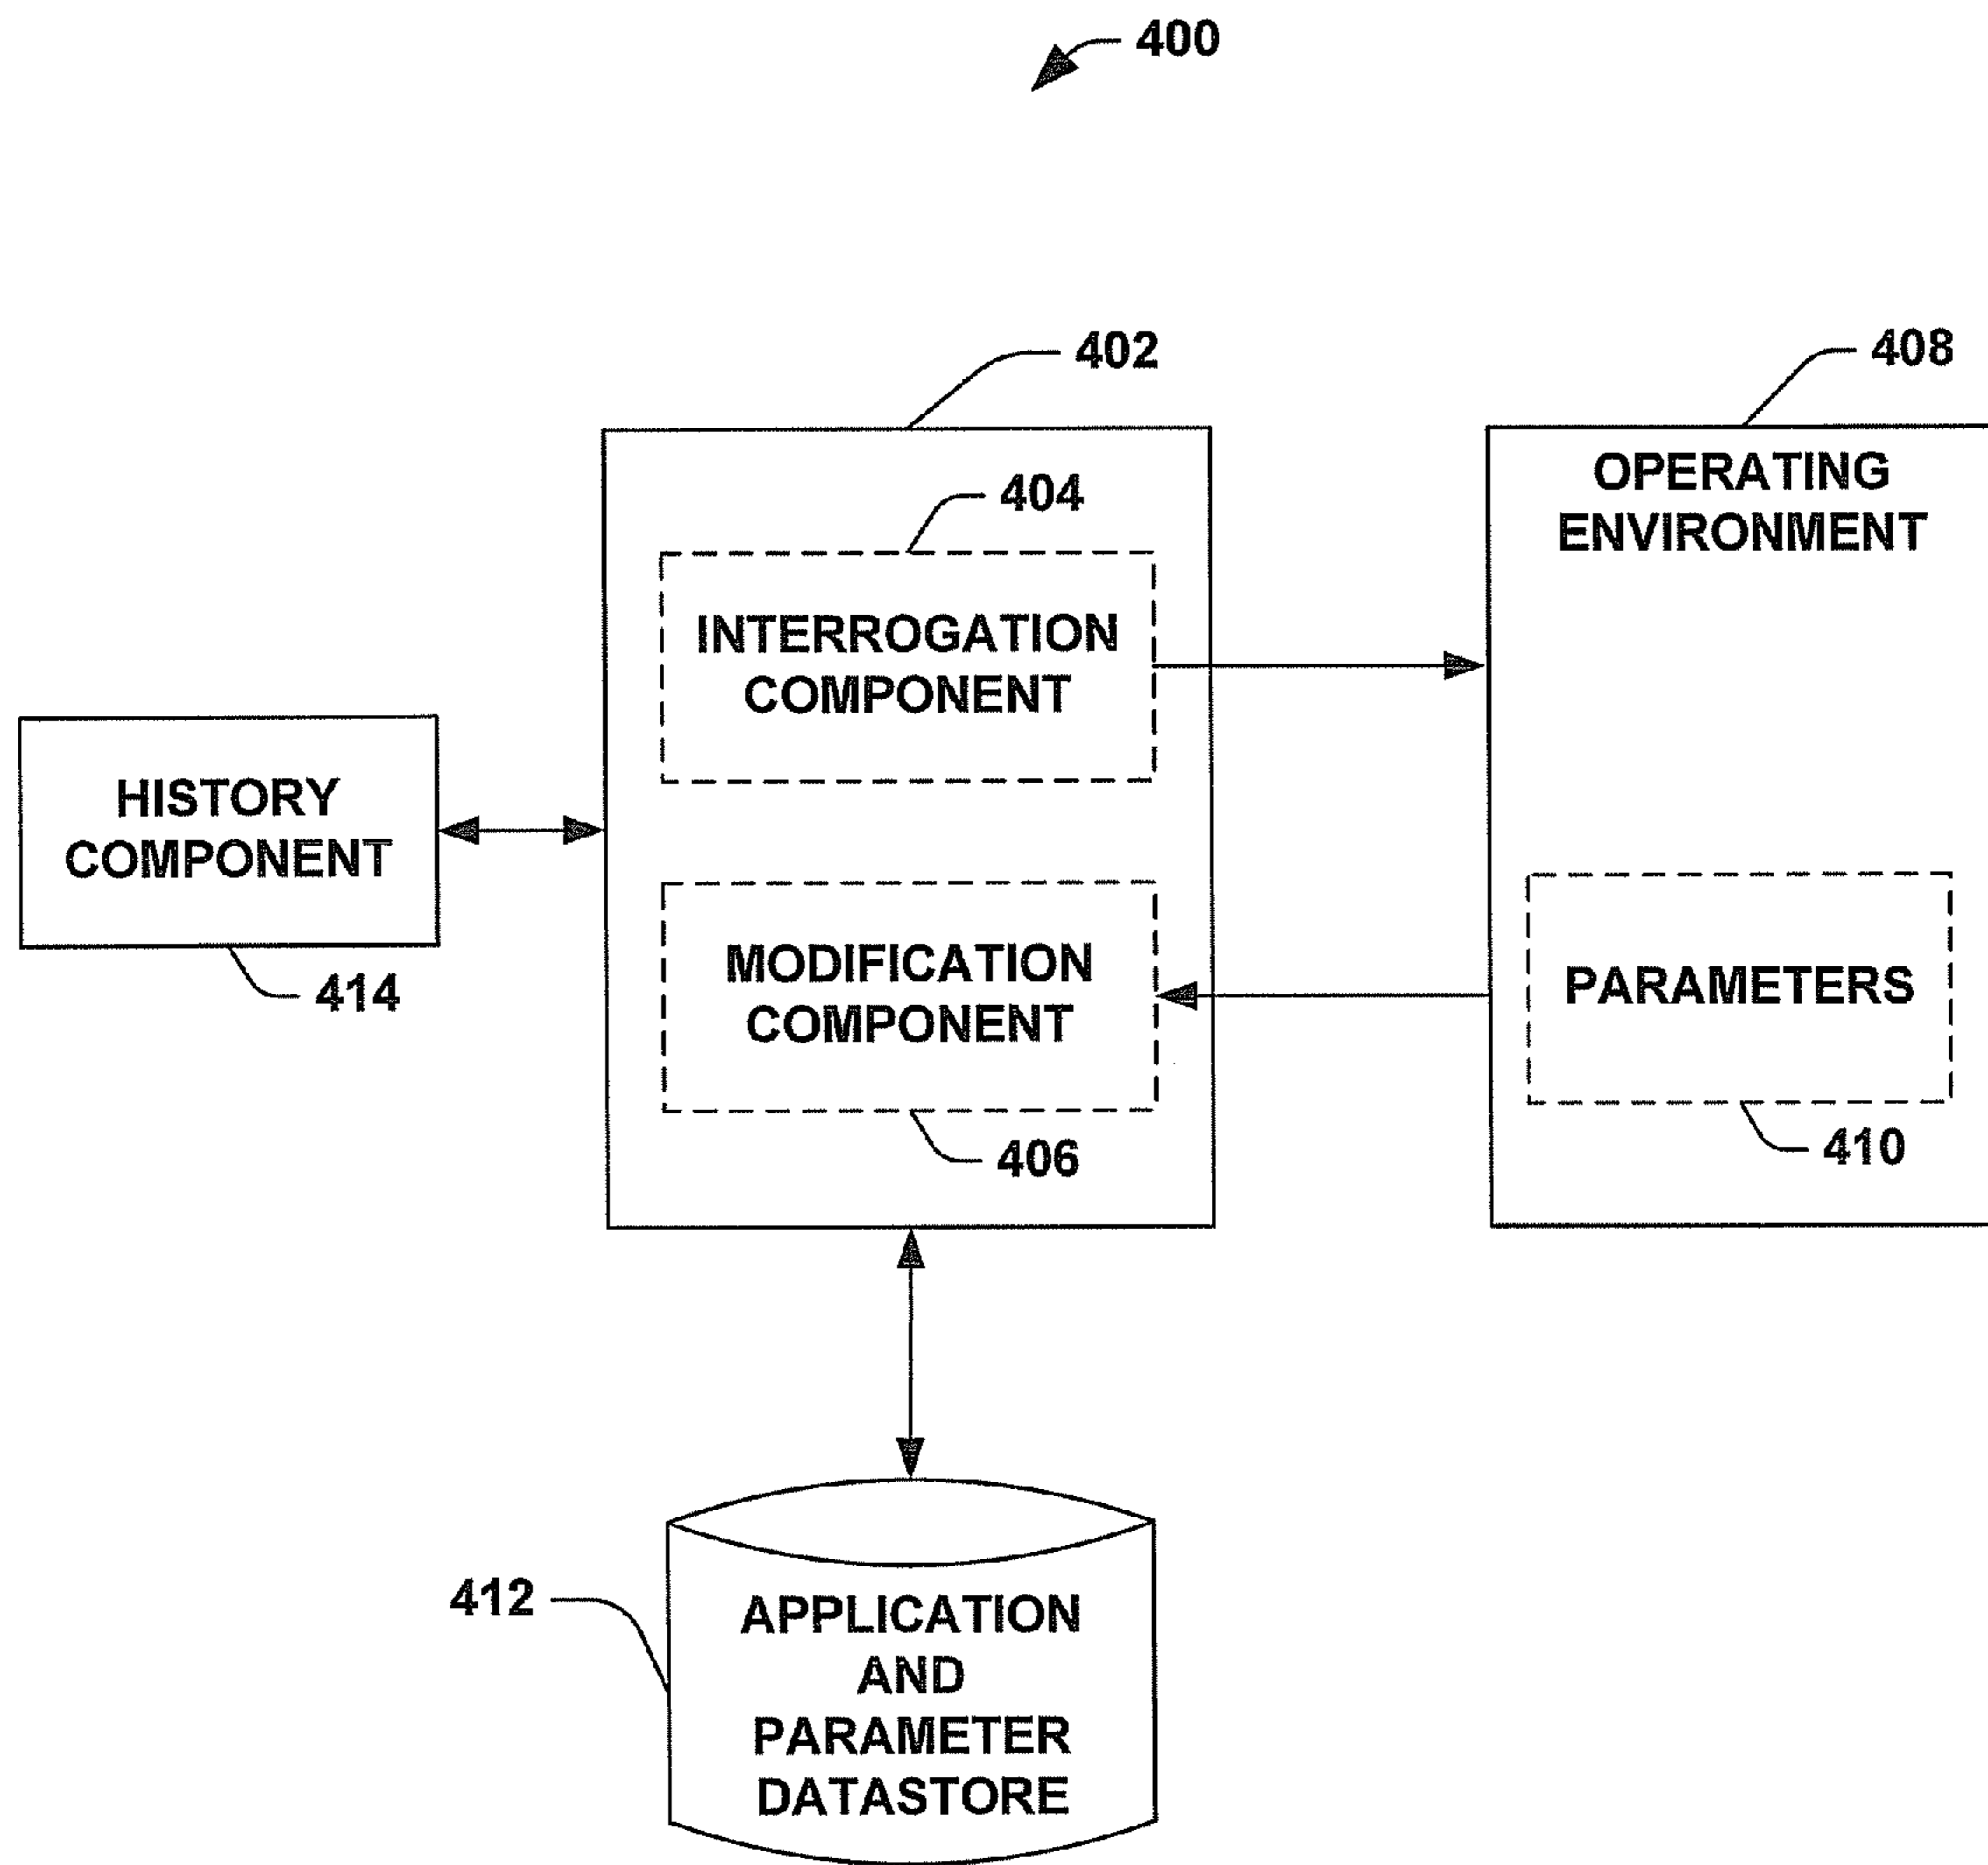 400
402
408
OPERATING
ENVIRONMENT
404
INTERROGATION
COMPONENT
HISTORY
COMPONENT
414
MODIFICATION
COMPONENT
406
PARAMETERS
410
412
APPLICATION
AND
PARAMETER
DATASTORE